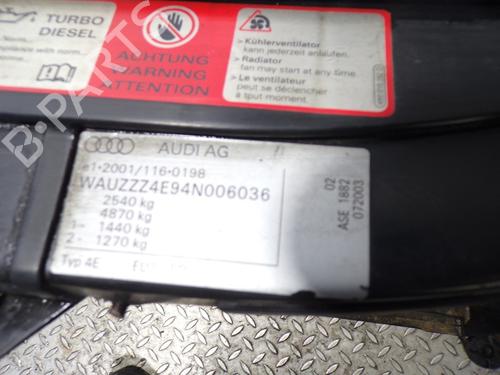 TURBO
DIESEL
ACHTUNG
WARNING
ATTENTION
> Kühlerventilator
kann jederzeit anlaufen.
> Radiator
fan may start at any time.
> Le ventilateur
peut se déclencher
à tput moment.
AUDI AG
e1*2001/116*0198
WAUZZZ4E94N006036
2540 kg
4870 kg
1- 1440 kg
2- 1270 kg
Typ 4E
02
ASE 1882
072003
B-PARTS